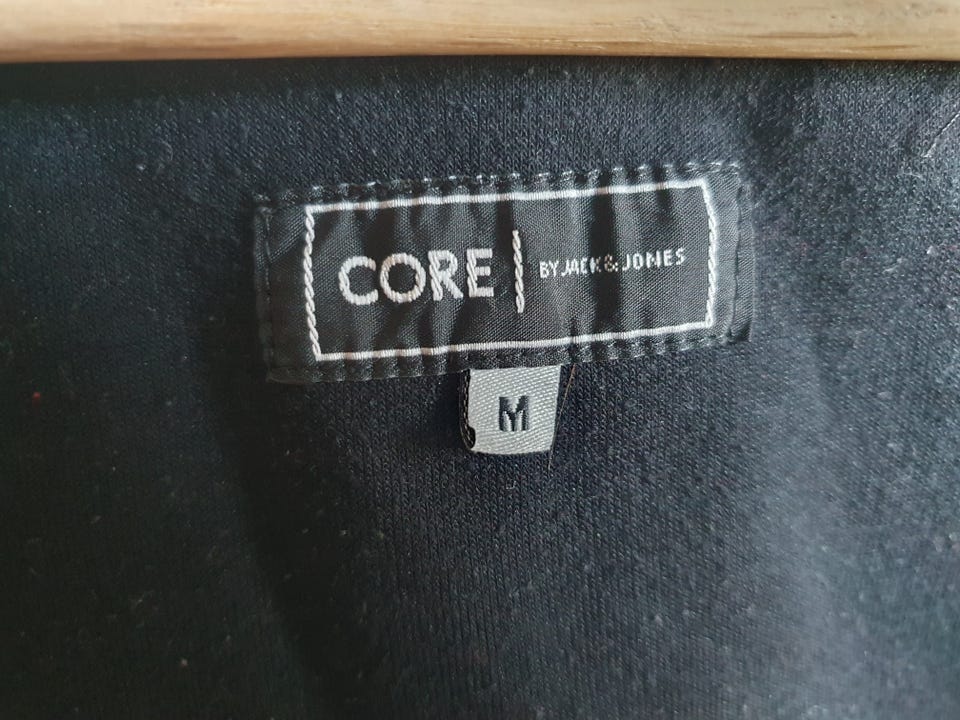 CORE | BY JACK & JONES
M